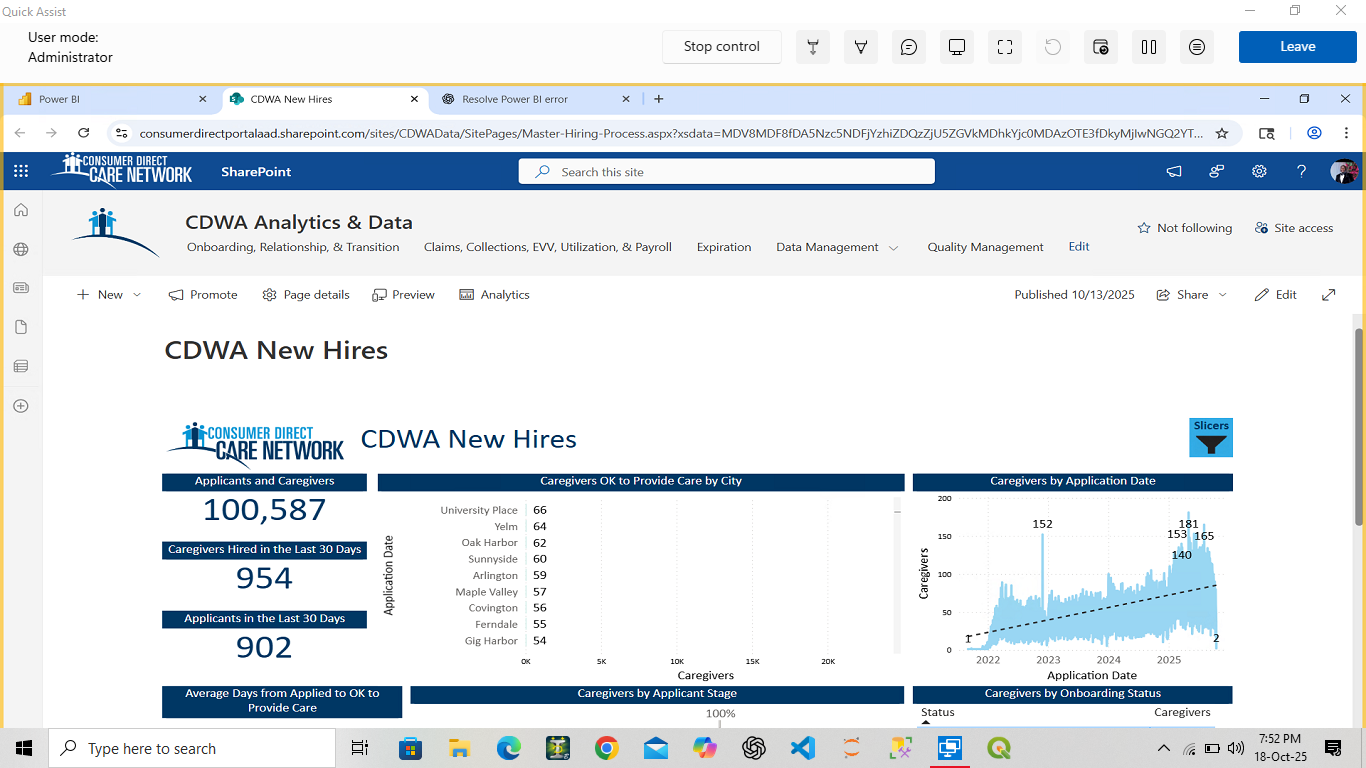 Quick Assist
User mode:
Administrator
Stop control
Leave
Power BI
CDWA New Hires
Resolve Power BI error
consumerdirectportalaad.sharepoint.com/sites/CDWAData/SitePages/Master-Hiring-Process.aspx?xsdata=MDV8MDF8fDA5Nzc5NDFjYzhiZDQzZjU5ZGVkMDhkYjc0MDAzOTE3fDkyMjIwNGQ2YT...
CONSUMER DIRECT
CARE NETWORK
SharePoint
Search this site
CDWA Analytics & Data
Onboarding, Relationship, & Transition
Claims, Collections, EVV, Utilization, & Payroll
Expiration
Data Management
Quality Management
Edit
Not following
Site access
New
Promote
Page details
Preview
Analytics
Published 10/13/2025
Share
Edit
CDWA New Hires
CONSUMER DIRECT
CARE NETWORK
CDWA New Hires
Slicers
Applicants and Caregivers
100,587
Caregivers Hired in the Last 30 Days
954
Applicants in the Last 30 Days
902
Average Days from Applied to OK to
Provide Care
Caregivers OK to Provide Care by City
Application Date
University Place 66
Yelm 64
Oak Harbor 62
Sunnyside 60
Arlington 59
Maple Valley 57
Covington 56
Ferndale 55
Gig Harbor 54
0K 5K 10K 15K 20K
Caregivers
Caregivers by Applicant Stage
100%
Caregivers by Application Date
Caregivers
200
150
100
50
0
152
181
153
165
140
1
2
2022 2023 2024 2025
Application Date
Caregivers by Onboarding Status
Status Caregivers
Type here to search
7:52 PM
18-Oct-25